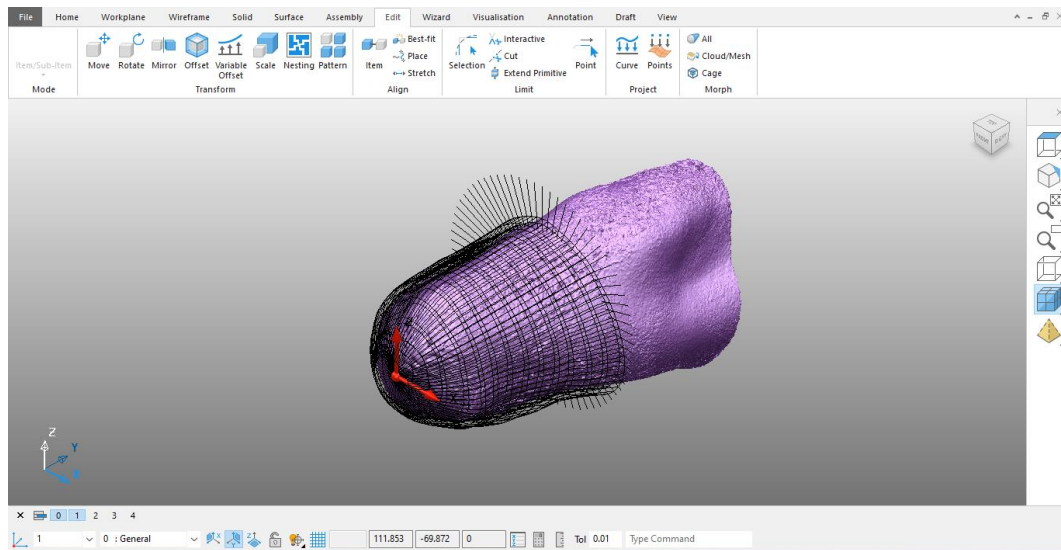 File Home Workplane Wireframe Solid Surface Assembly Edit Wizard Visualisation Annotation Draft View
Item/Sub-Item
Mode
Move Rotate Mirror Offset Variable Offset Scale Nesting Pattern
Transform
Item
Best-fit
Place
Stretch
Align
Selection
Interactive
Cut
Extend Primitive
Point
Limit
Curve Points
Project
All
Cloud/Mesh
Cage
Morph
Z
Y
X
0 1 2 3 4
1 0 : General 111.853 -69.872 0 Tol 0.01 Type Command